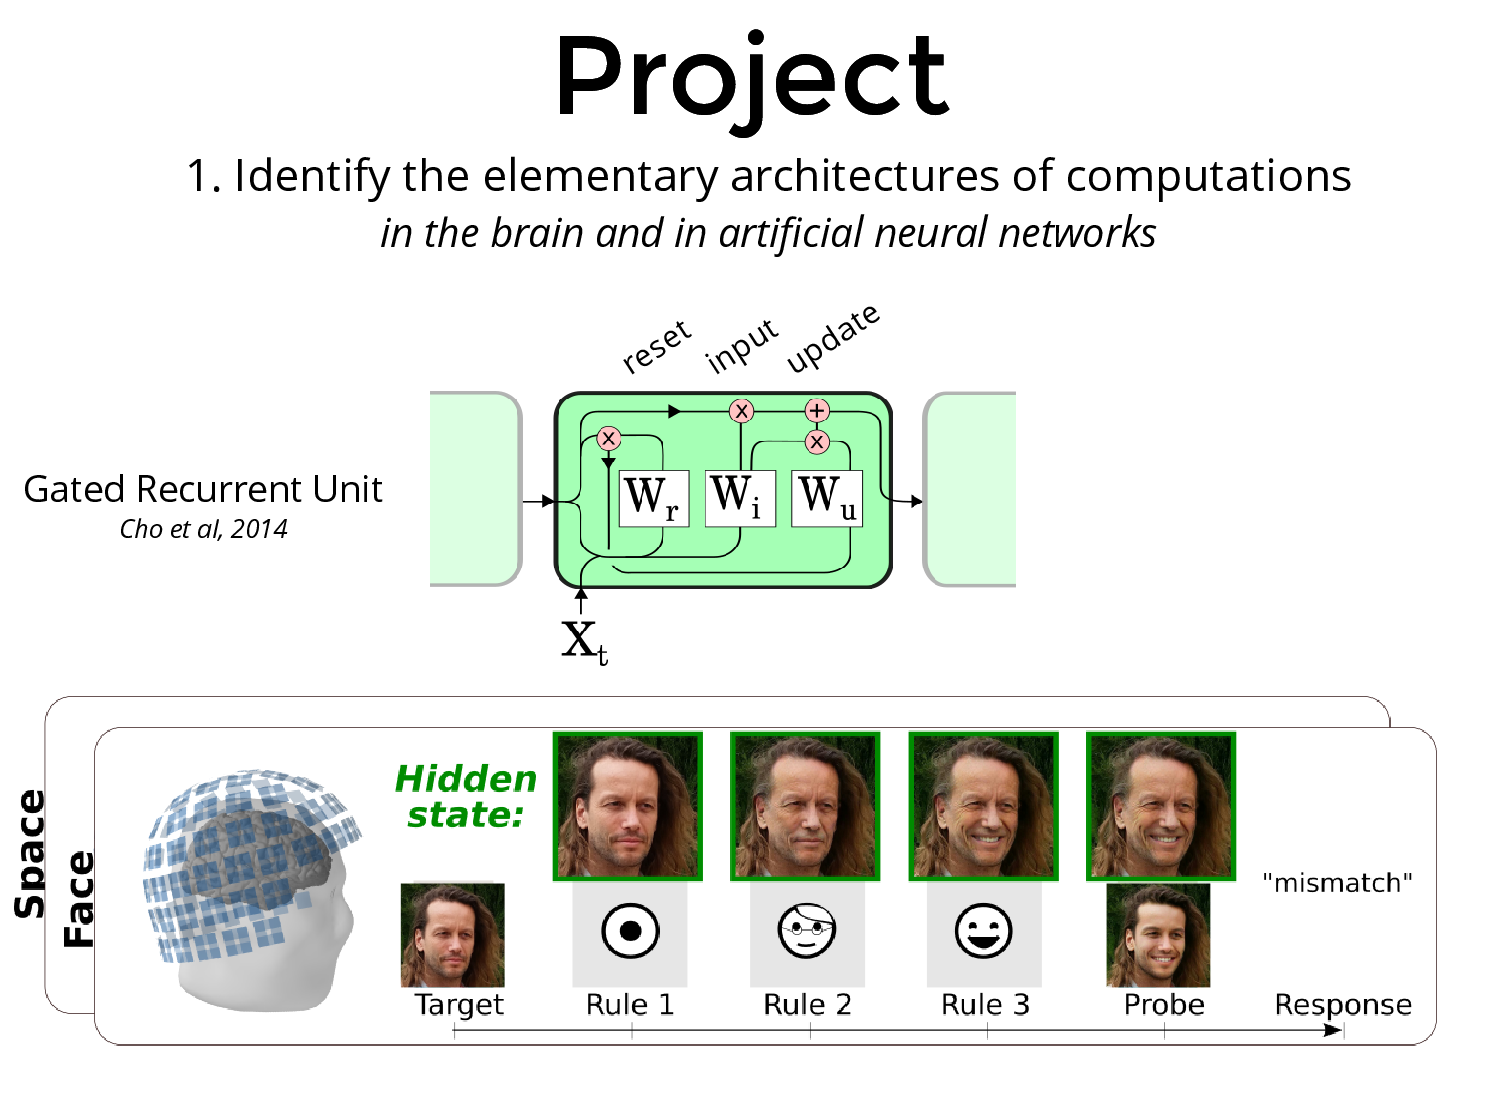 Project
1. Identify the elementary architectures of computations
in the brain and in artificial neural networks
reset input update
x + x x
Gated Recurrent Unit
Cho et al, 2014
Wr Wi Wu
Xt
Space
Face
Hidden
state:
"mismatch"
Target Rule 1 Rule 2 Rule 3 Probe Response